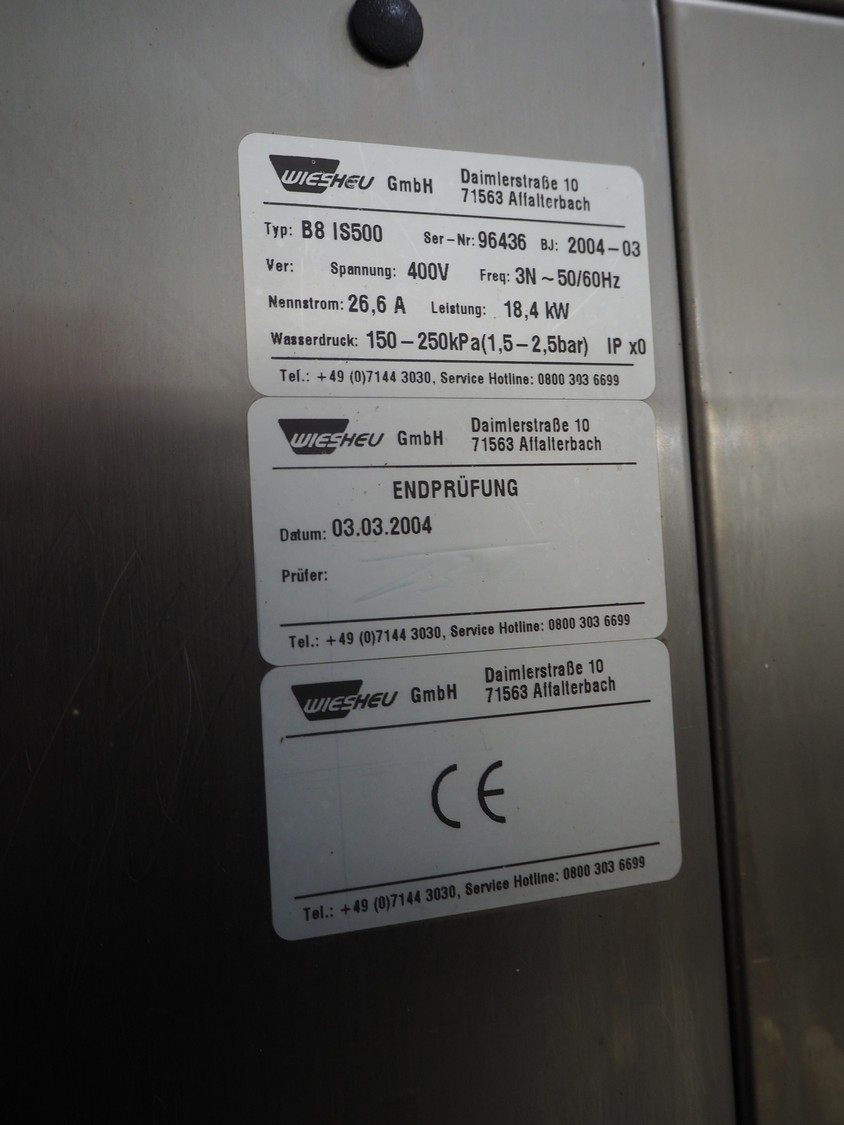 WIESHEU GmbH Daimlerstraße 10
71563 Affalterbach
Typ: B8 IS500 Ser-Nr: 96436 BJ: 2004-03
Ver: Spannung: 400V Freq: 3N ~ 50/60Hz
Nennstrom: 26,6 A Leistung: 18,4 kW
Wasserdruck: 150-250kPa(1,5-2,5bar) IP x0
Tel.: +49 (0)7144 3030, Service Hotline: 0800 303 6699
WIESHEU GmbH Daimlerstraße 10
71563 Affalterbach
ENDPRÜFUNG
Datum: 03.03.2004
Prüfer:
Tel.: +49 (0)7144 3030, Service Hotline: 0800 303 6699
WIESHEU GmbH Daimlerstraße 10
71563 Affalterbach
CE
Tel.: +49 (0)7144 3030, Service Hotline: 0800 303 6699